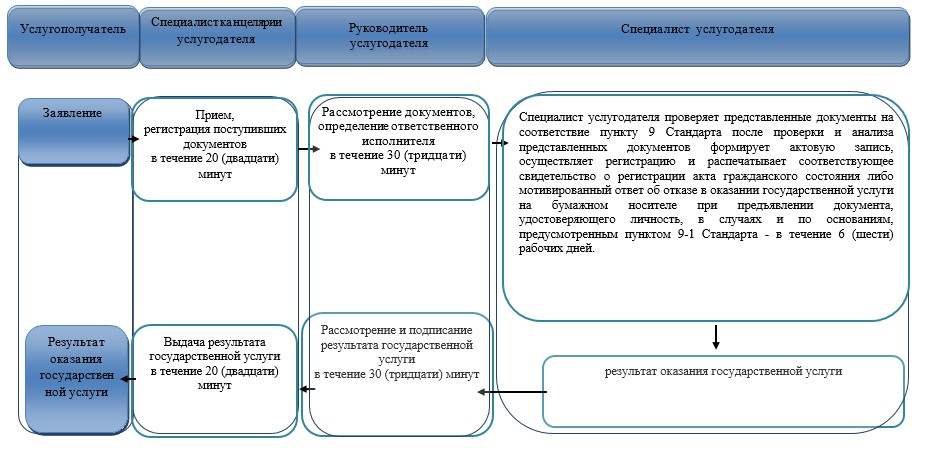 Услугополучатель
Специалист канцелярии
услугодателя
Руководитель
услугодателя
Специалист услугодателя
Заявление
Прием,
регистрация поступивших
документов
в течение 20 (двадцати)
минут
Рассмотрение документов,
определение ответственного
исполнителя
в течение 30 (тридцати)
минут
Специалист услугодателя проверяет представленные документы на
соответствие пункту 9 Стандарта после проверки и анализа
представленных документов формирует актовую запись,
осуществляет регистрацию и распечатывает соответствующее
свидетельство о регистрации акта гражданского состояния либо
мотивированный ответ об отказе в оказании государственной услуги
на бумажном носителе при предъявлении документа,
удостоверяющего личность, в случаях и по основаниям,
предусмотренным пунктом 9-1 Стандарта - в течение 6 (шести)
рабочих дней.
Результат
оказания
государствен
ной услуги
Выдача результата
государственной услуги
в течение 20 (двадцати)
минут
Рассмотрение и подписание
результата государственной
услуги
в течение 30 (тридцати) минут
результат оказания государственной услуги